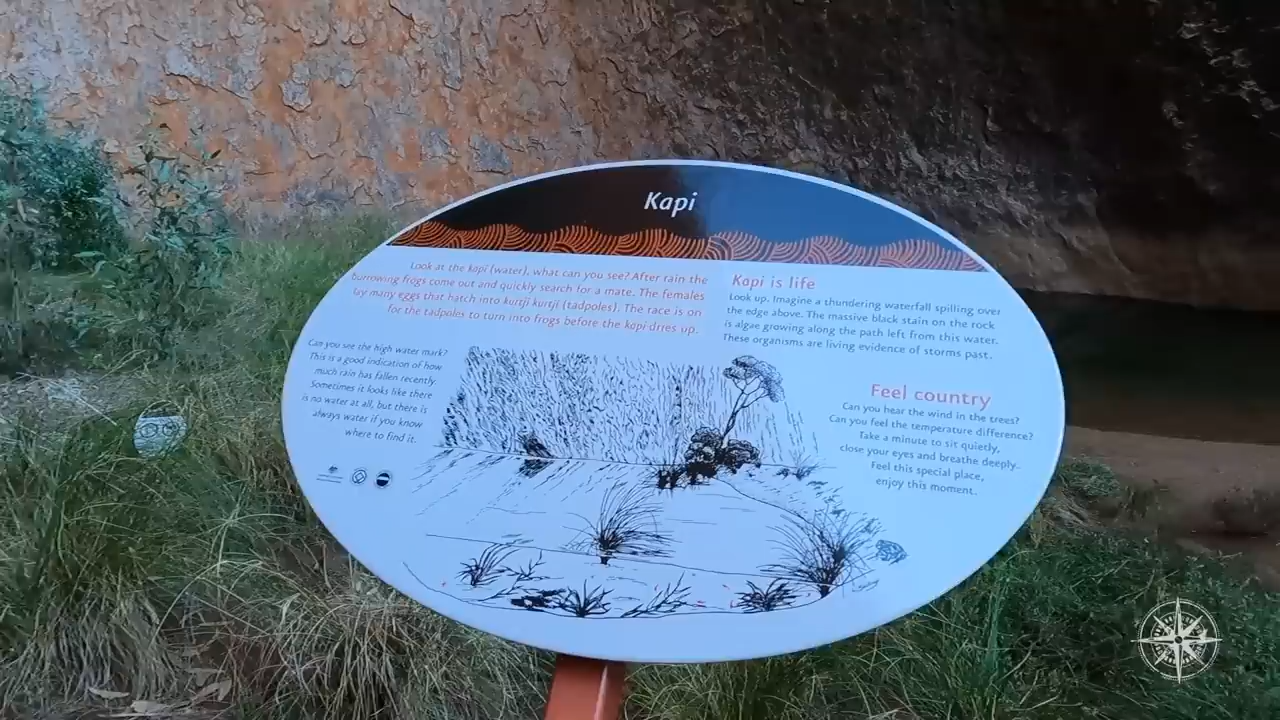 Kapi
Look at the kapi (water), what can you see? After rain the
burrowing frogs come out and quickly search for a mate. The females
lay many eggs that hatch into kurtji kurtji (tadpoles). The race is on
for the tadpoles to turn into frogs before the kapi dries up.
Can you see the high water mark?
This is a good indication of how
much rain has fallen recently.
Sometimes it looks like there
is no water at all, but there is
always water if you know
where to find it.
Kapi is life
Look up. Imagine a thundering waterfall spilling over
the edge above. The massive black stain on the rock
is algae growing along the path left from this water.
These organisms are living evidence of storms past.
Feel country
Can you hear the wind in the trees?
Can you feel the temperature difference?
Take a minute to sit quietly,
close your eyes and breathe deeply.
Feel this special place,
enjoy this moment.